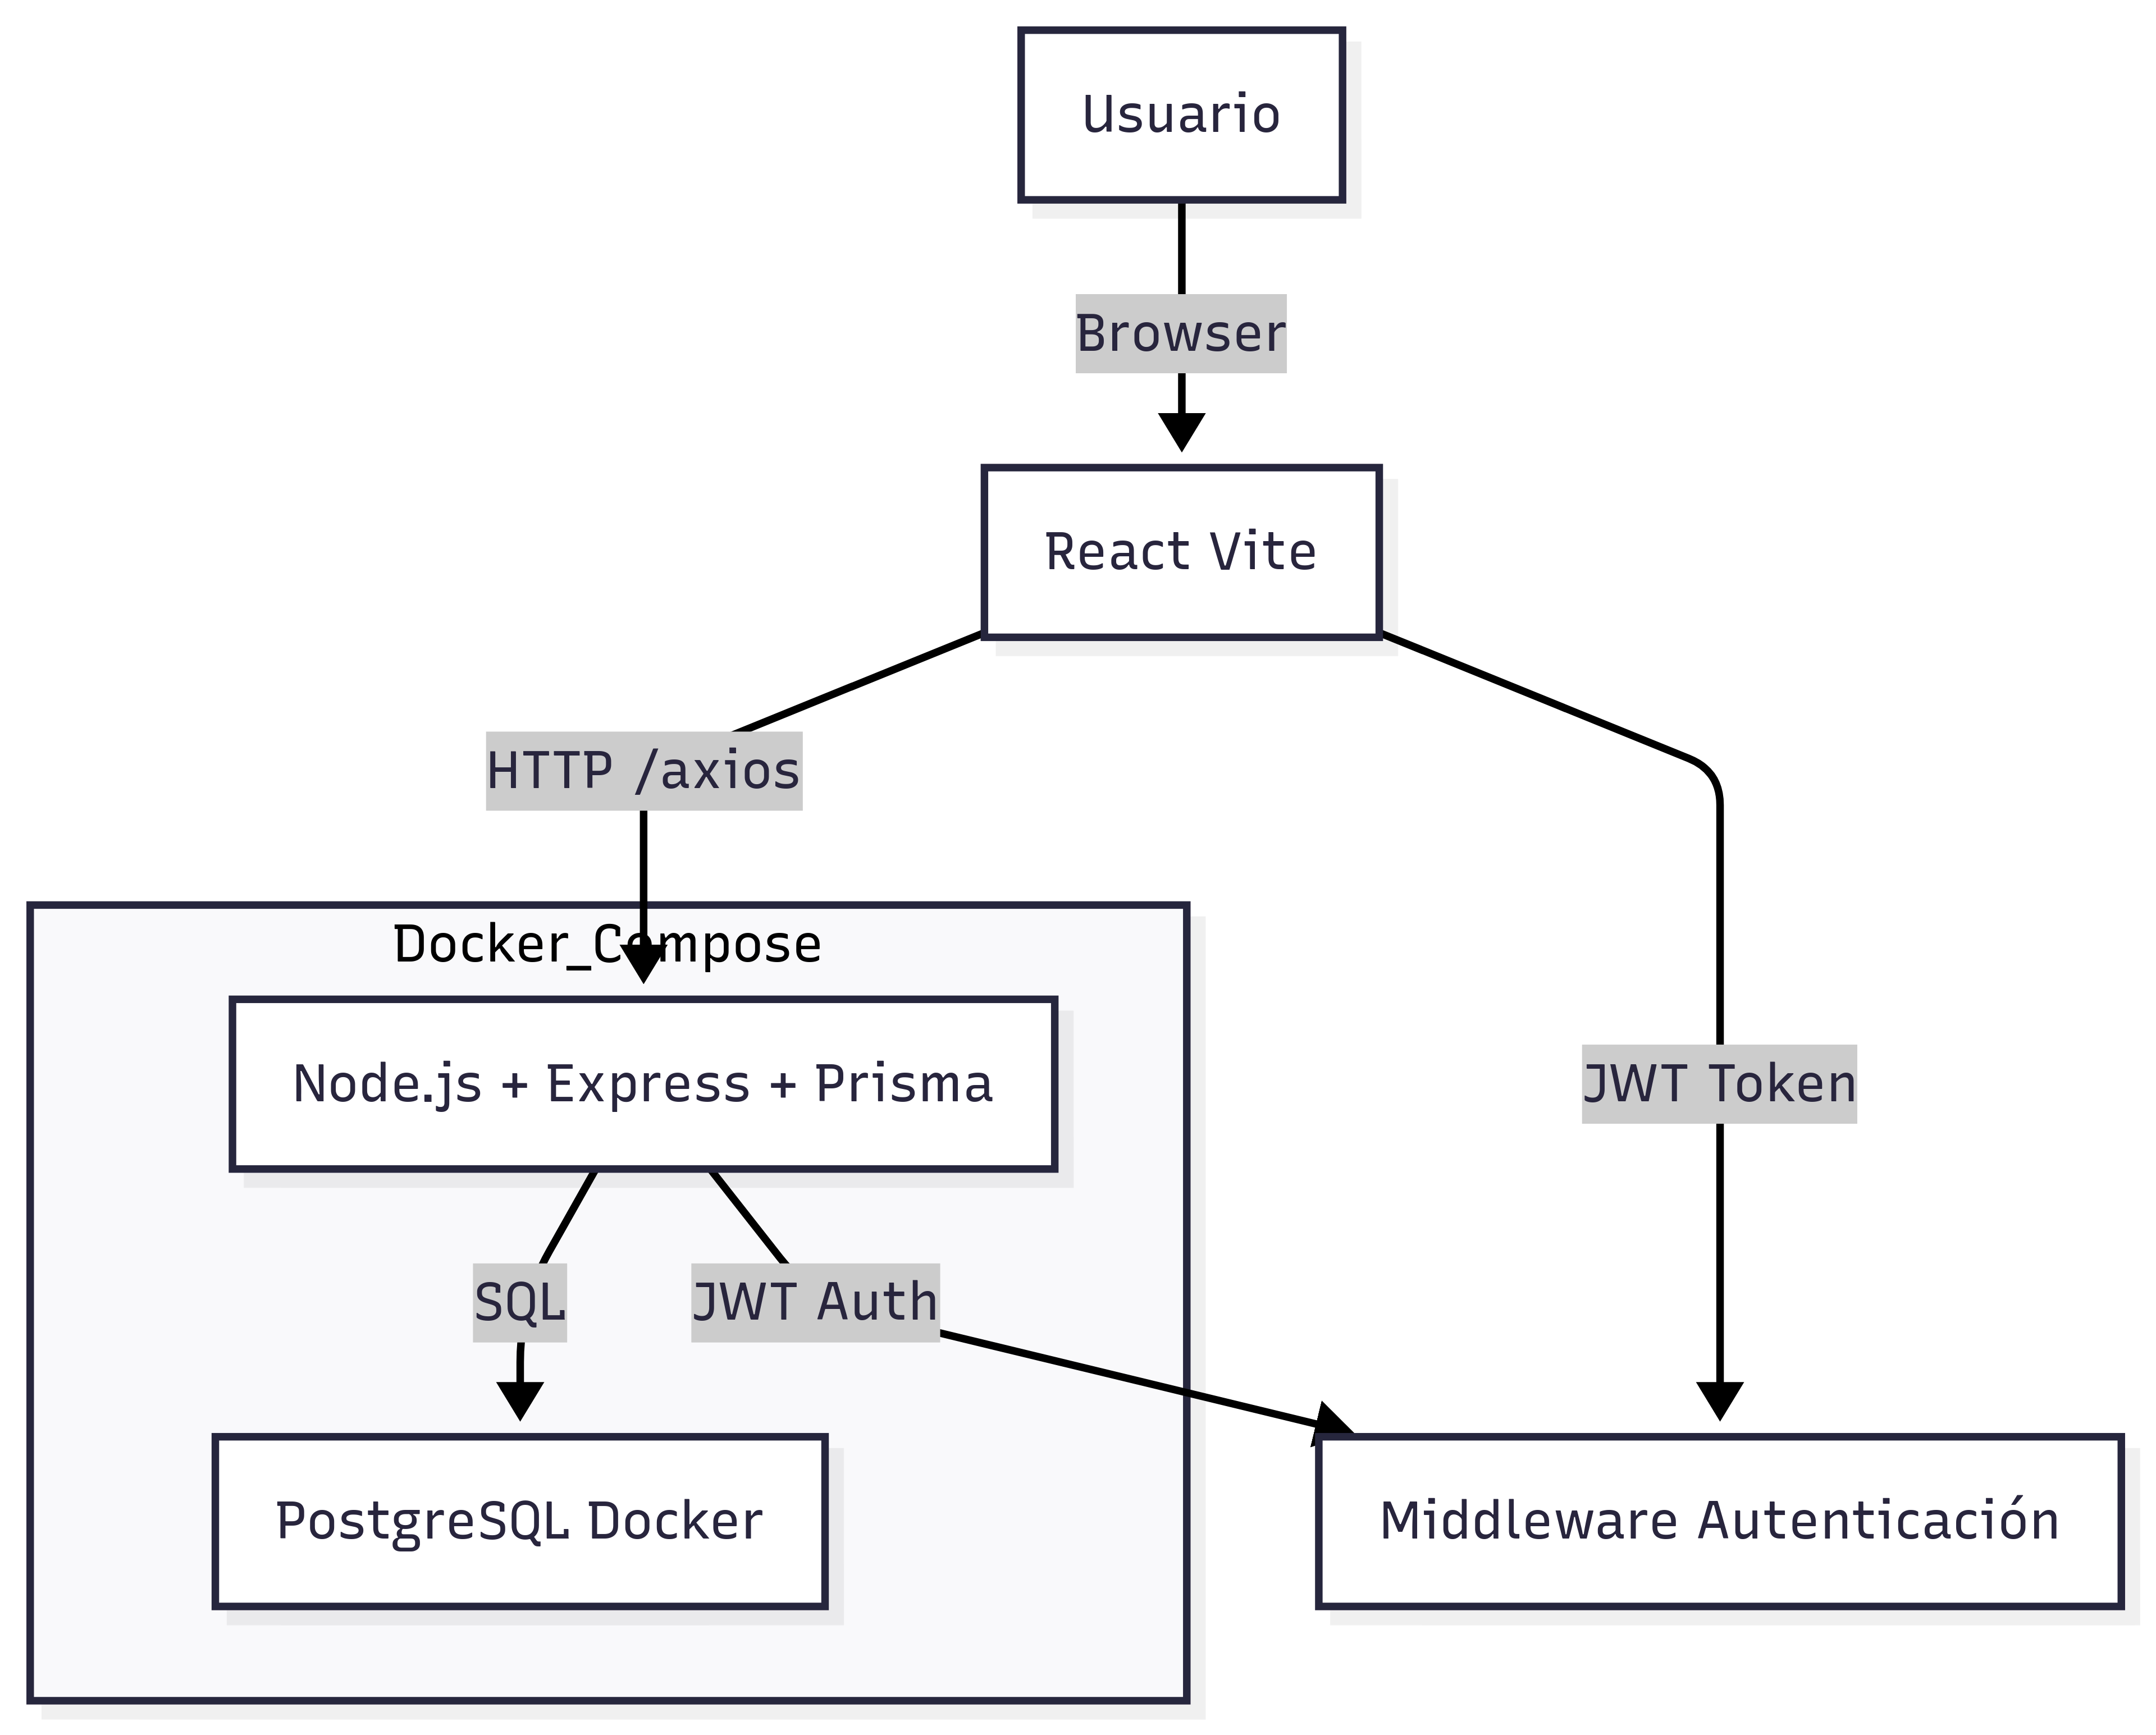 Usuario
Browser
React Vite
HTTP /axios
Docker_Compose
Node.js + Express + Prisma
JWT Token
SQL
JWT Auth
PostgreSQL Docker
Middleware Autenticación